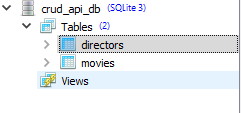 crud_api_db (SQLite 3)
Tables (2)
directors
movies
Views